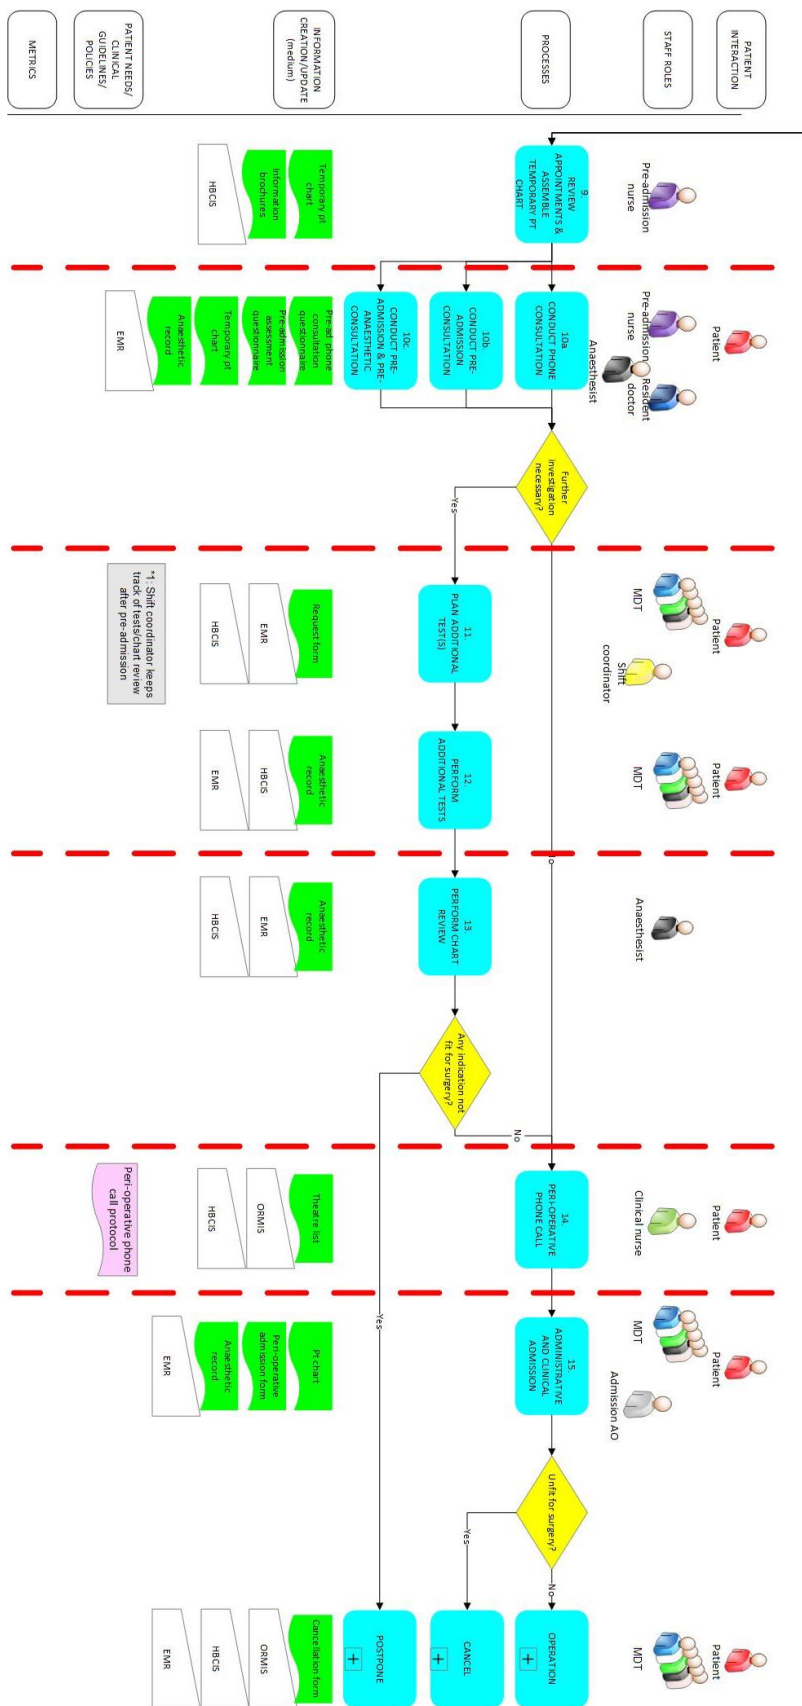 PATIENT
INTERACTION
STAFF ROLES
PROCESSES
INFORMATION
CREATION/UPDATE
(medium)
PATIENT NEEDS/
CLINICAL
GUIDELINES/
POLICIES
METRICS
Pre-admission
nurse
9.
REVIEW
APPOINTMENTS &
ASSEMBLE
TEMPORARY PT
CHART
Temporary pt
chart
Information
brochures
HBCIS
Patient
Pre-admission
nurse
Resident
doctor
Anaesthesist
10a.
CONDUCT PHONE
CONSULTATION
10b.
CONDUCT PRE-
ADMISSION
CONSULTATION
10c.
CONDUCT PRE-
ADMISSION & PRE-
ANAESTHETIC
CONSULTATION
Pre-ad phone
consultation
questionnaire
Pre-admission
assessment
questionnaire
Temporary pt
chart
Anaesthetic
record
EMR
Further
investigation
necessary?
Yes
Patient
MDT
Shift
coordinator
11.
PLAN ADDITIONAL
TEST(S)
Request form
EMR
HBCIS
*1: Shift coordinator keeps
track of tests/chart review
after pre-admission
Patient
MDT
12.
PERFORM
ADDITIONAL TESTS
Anaesthetic
record
HBCIS
EMR
Anaesthesist
13.
PERFORM CHART
REVIEW
Anaesthetic
record
EMR
HBCIS
Any indication not
fit for surgery?
No
Yes
Patient
Clinical nurse
14.
PERI-OPERATIVE
PHONE CALL
Theatre list
ORMIS
HBCIS
Peri-operative phone
call protocol
Patient
MDT
Admission AO
15.
ADMINISTRATIVE
AND CLINICAL
ADMISSION
Pt chart
Peri-operative
admission form
Anaesthetic
record
EMR
Unfit for surgery?
No
Yes
Patient
MDT
OPERATION
+
CANCEL
+
POSTPONE
+
Cancellation form
ORMIS
HBCIS
EMR